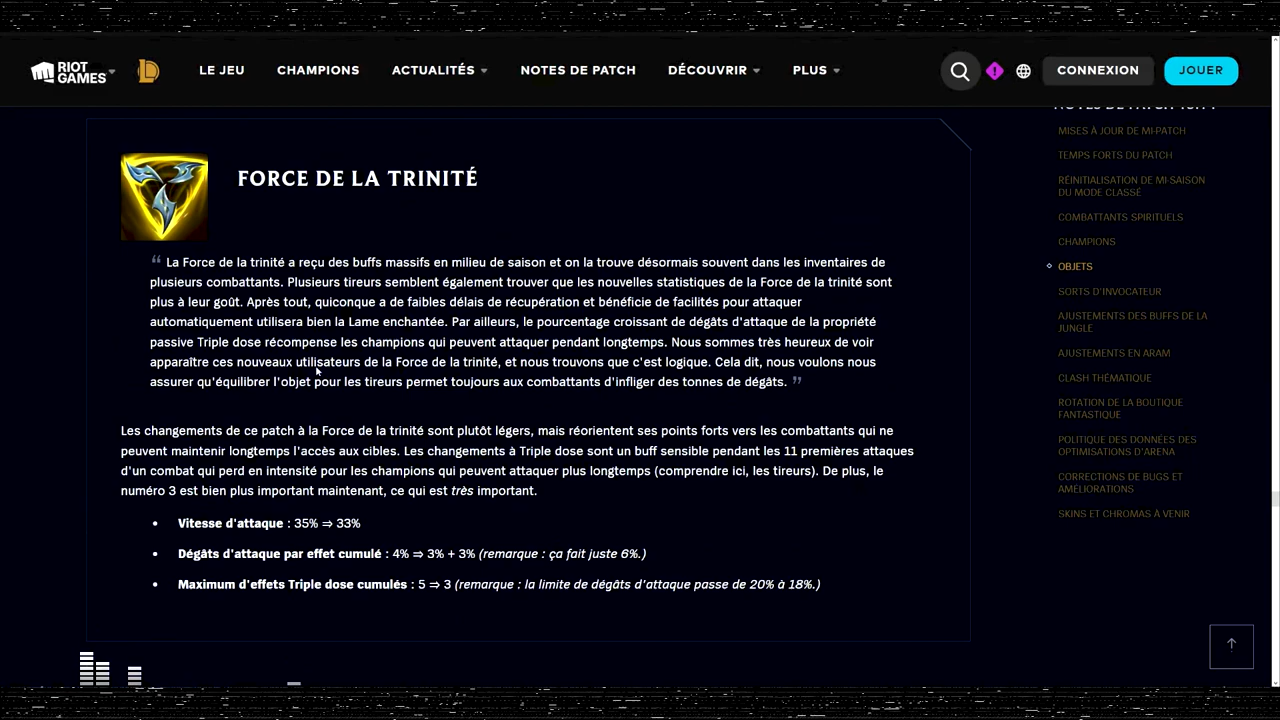 RIOT
GAMES
LE JEU
CHAMPIONS
ACTUALITÉS
NOTES DE PATCH
DÉCOUVRIR
PLUS
CONNEXION
JOUER
FORCE DE LA TRINITÉ
“ La Force de la trinité a reçu des buffs massifs en milieu de saison et on la trouve désormais souvent dans les inventaires de
plusieurs combattants. Plusieurs tireurs semblent également trouver que les nouvelles statistiques de la Force de la trinité sont
plus à leur goût. Après tout, quiconque a de faibles délais de récupération et bénéficie de facilités pour attaquer
automatiquement utilisera bien la Lame enchantée. Par ailleurs, le pourcentage croissant de dégâts d'attaque de la propriété
passive Triple dose récompense les champions qui peuvent attaquer pendant longtemps. Nous sommes très heureux de voir
apparaître ces nouveaux utilisateurs de la Force de la trinité, et nous trouvons que c'est logique. Cela dit, nous voulons nous
assurer qu'équilibrer l'objet pour les tireurs permet toujours aux combattants d'infliger des tonnes de dégâts. ”
Les changements de ce patch à la Force de la trinité sont plutôt légers, mais réorientent ses points forts vers les combattants qui ne
peuvent maintenir longtemps l'accès aux cibles. Les changements à Triple dose sont un buff sensible pendant les 11 premières attaques
d'un combat qui perd en intensité pour les champions qui peuvent attaquer plus longtemps (comprendre ici, les tireurs). De plus, le
numéro 3 est bien plus important maintenant, ce qui est très important.
• Vitesse d'attaque : 35% ⇒ 33%
• Dégâts d'attaque par effet cumulé : 4% ⇒ 3% + 3% (remarque : ça fait juste 6%.)
• Maximum d'effets Triple dose cumulés : 5 ⇒ 3 (remarque : la limite de dégâts d'attaque passe de 20% à 18%.)
MISES À JOUR DE MI-PATCH
TEMPS FORTS DU PATCH
RÉINITIALISATION DE MI-SAISON
DU MODE CLASSÉ
COMBATTANTS SPIRITUELS
CHAMPIONS
OBJETS
SORTS D'INVOCATEUR
AJUSTEMENTS DES BUFFS DE LA
JUNGLE
AJUSTEMENTS EN ARAM
CLASH THÉMATIQUE
ROTATION DE LA BOUTIQUE
FANTASTIQUE
POLITIQUE DES DONNÉES DES
OPTIMISATIONS D'ARENA
CORRECTIONS DE BUGS ET
AMÉLIORATIONS
SKINS ET CHROMAS À VENIR